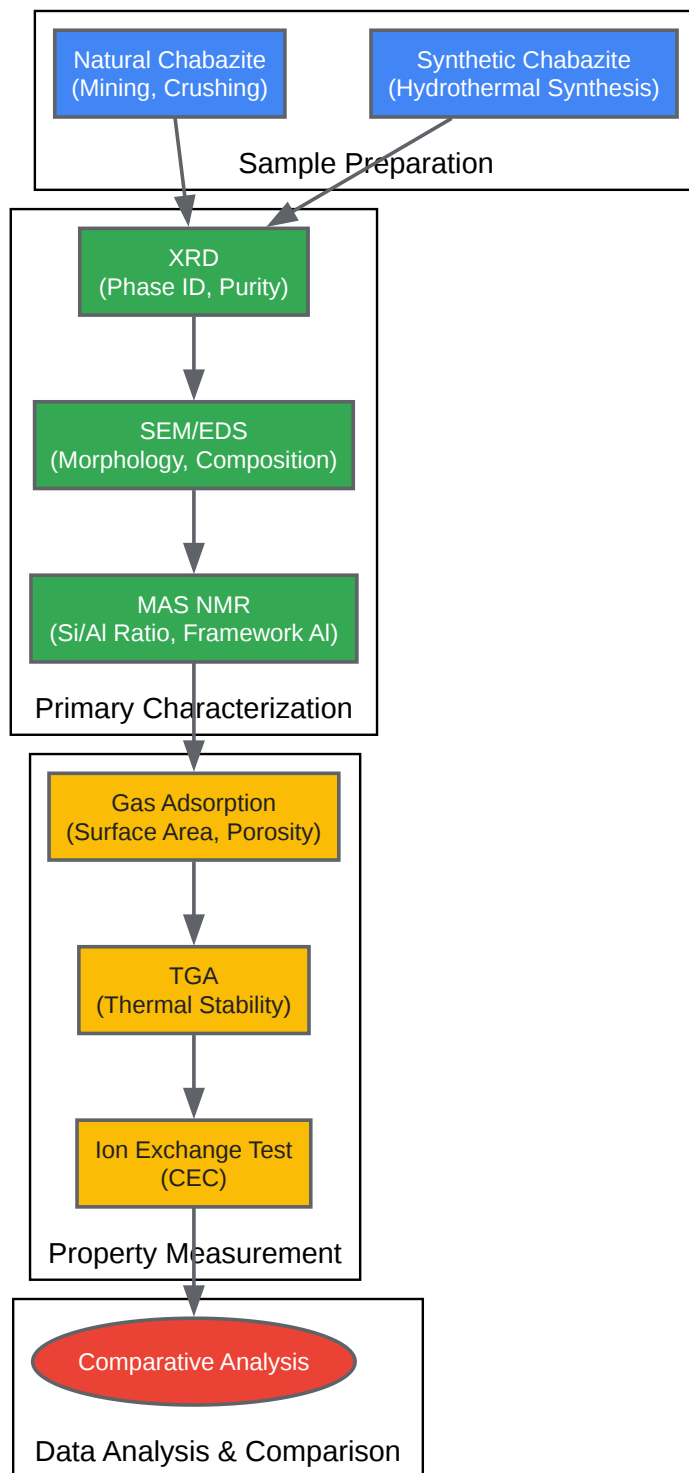 Natural Chabazite
(Mining, Crushing)
Synthetic Chabazite
(Hydrothermal Synthesis)
Sample Preparation
XRD
(Phase ID, Purity)
SEM/EDS
(Morphology, Composition)
MAS NMR
(Si/Al Ratio, Framework Al)
Primary Characterization
Gas Adsorption
(Surface Area, Porosity)
TGA
(Thermal Stability)
Ion Exchange Test
(CEC)
Property Measurement
Comparative Analysis
Data Analysis & Comparison